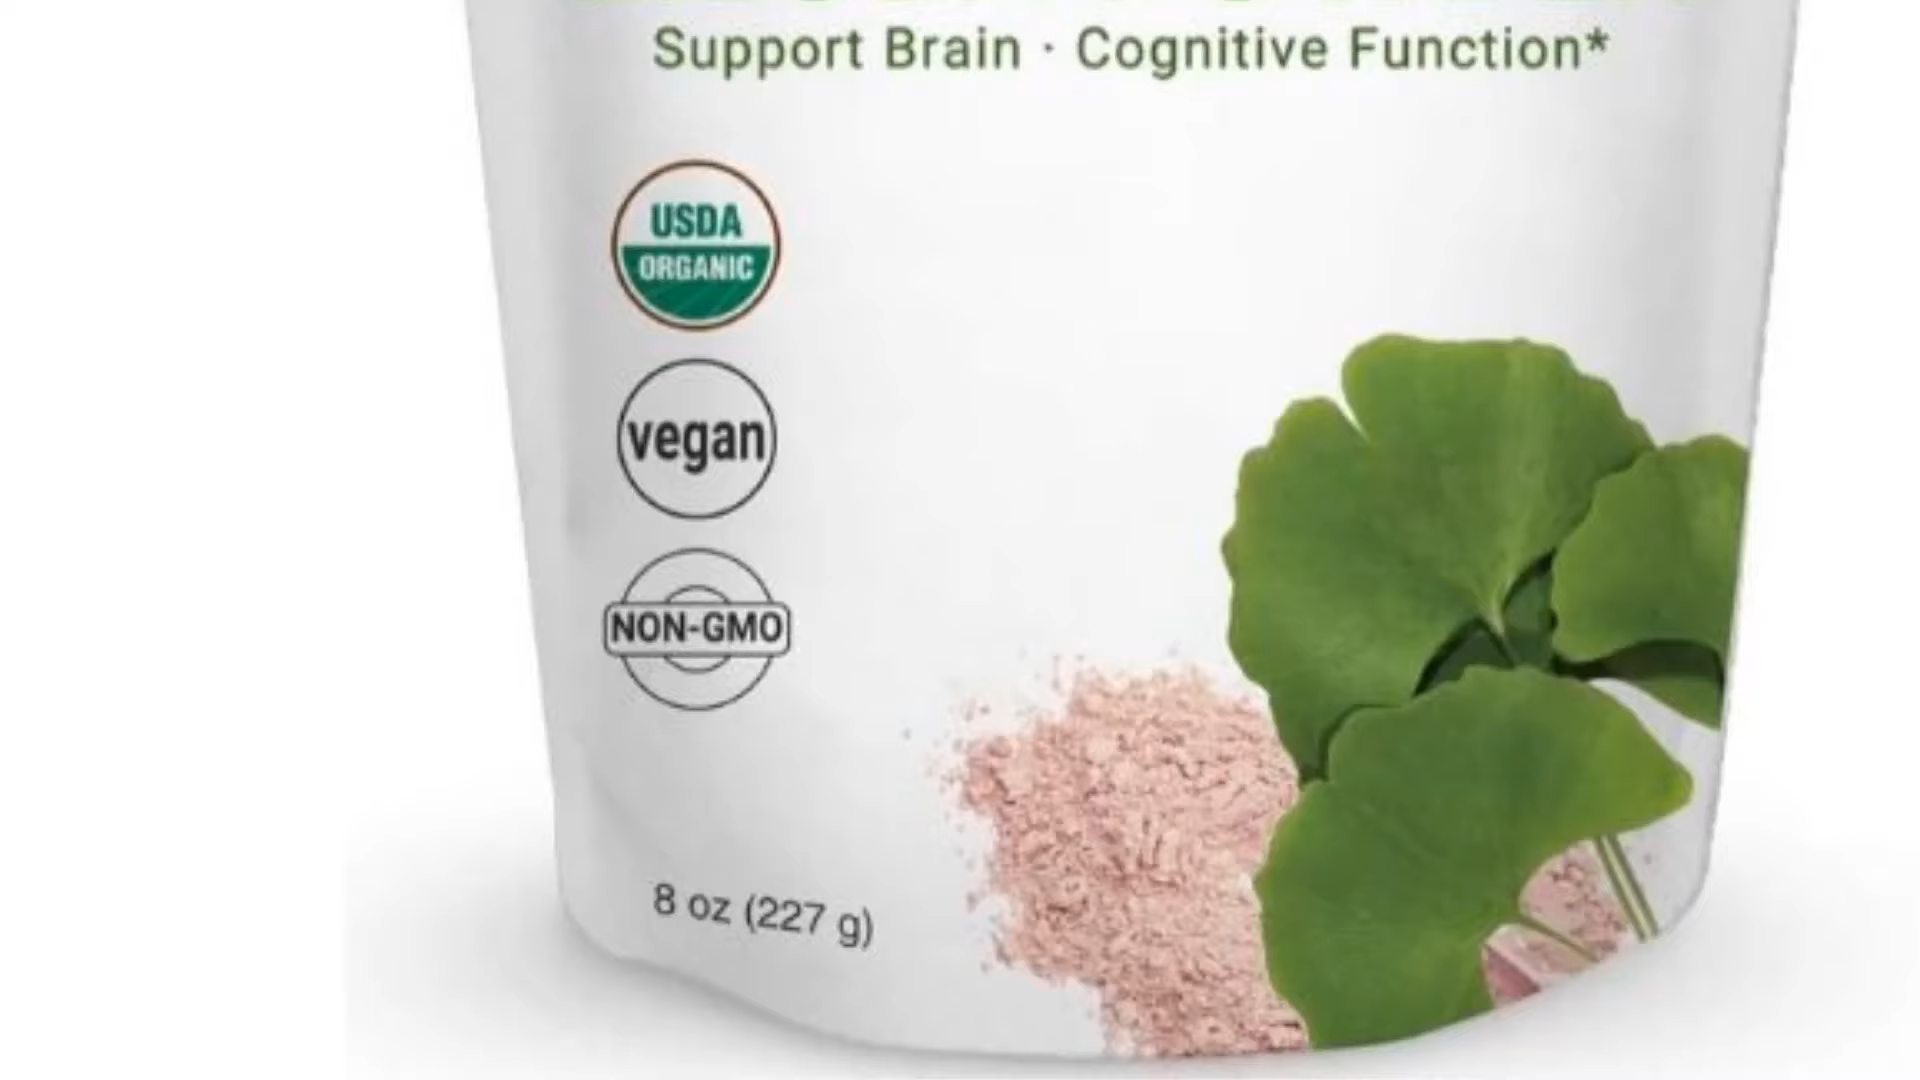 Support Brain · Cognitive Function*
USDA
ORGANIC
vegan
NON-GMO
8 oz (227 g)